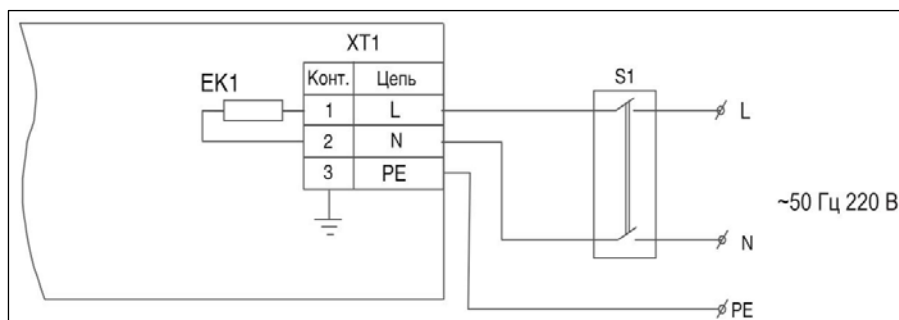 XT1
Конт. Цепь
EK1
1 L
2 N
3 PE
S1
L
~50 Гц 220 В
N
PE